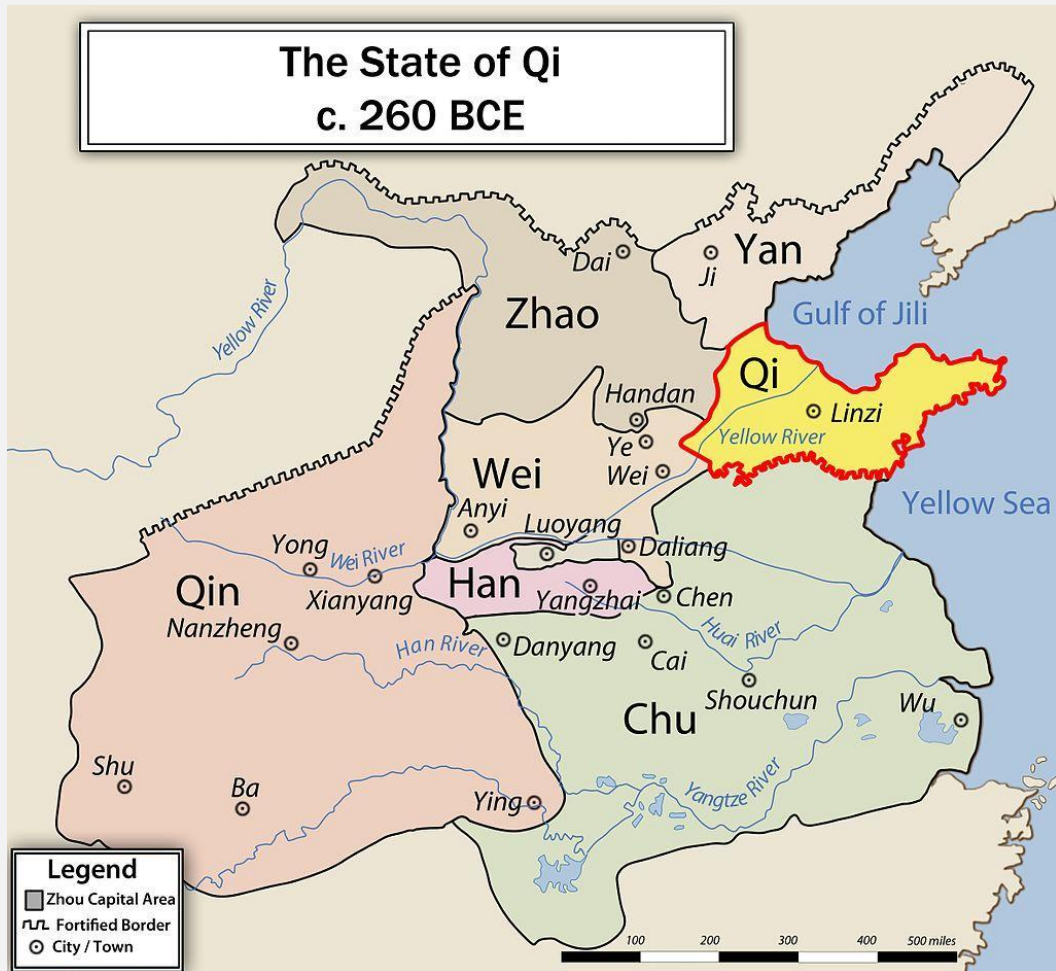 The State of Qi
c. 260 BCE
Yan
Dai
Ji
Zhao
Gulf of Jili
Yellow River
Qi
Handan
Linzi
Ye
Yellow River
Wei
Wei
Yellow Sea
Anyi
Luoyang
Daliang
Yong
Wei River
Han
Qin
Xianyang
Yangzhai
Chen
Nanzheng
Han River
Danyang
Cai
Huai River
Shouchun
Chu
Wu
Shu
Ba
Ying
Yangtze River
Legend
Zhou Capital Area
Fortified Border
City / Town
100 200 300 400 500 miles